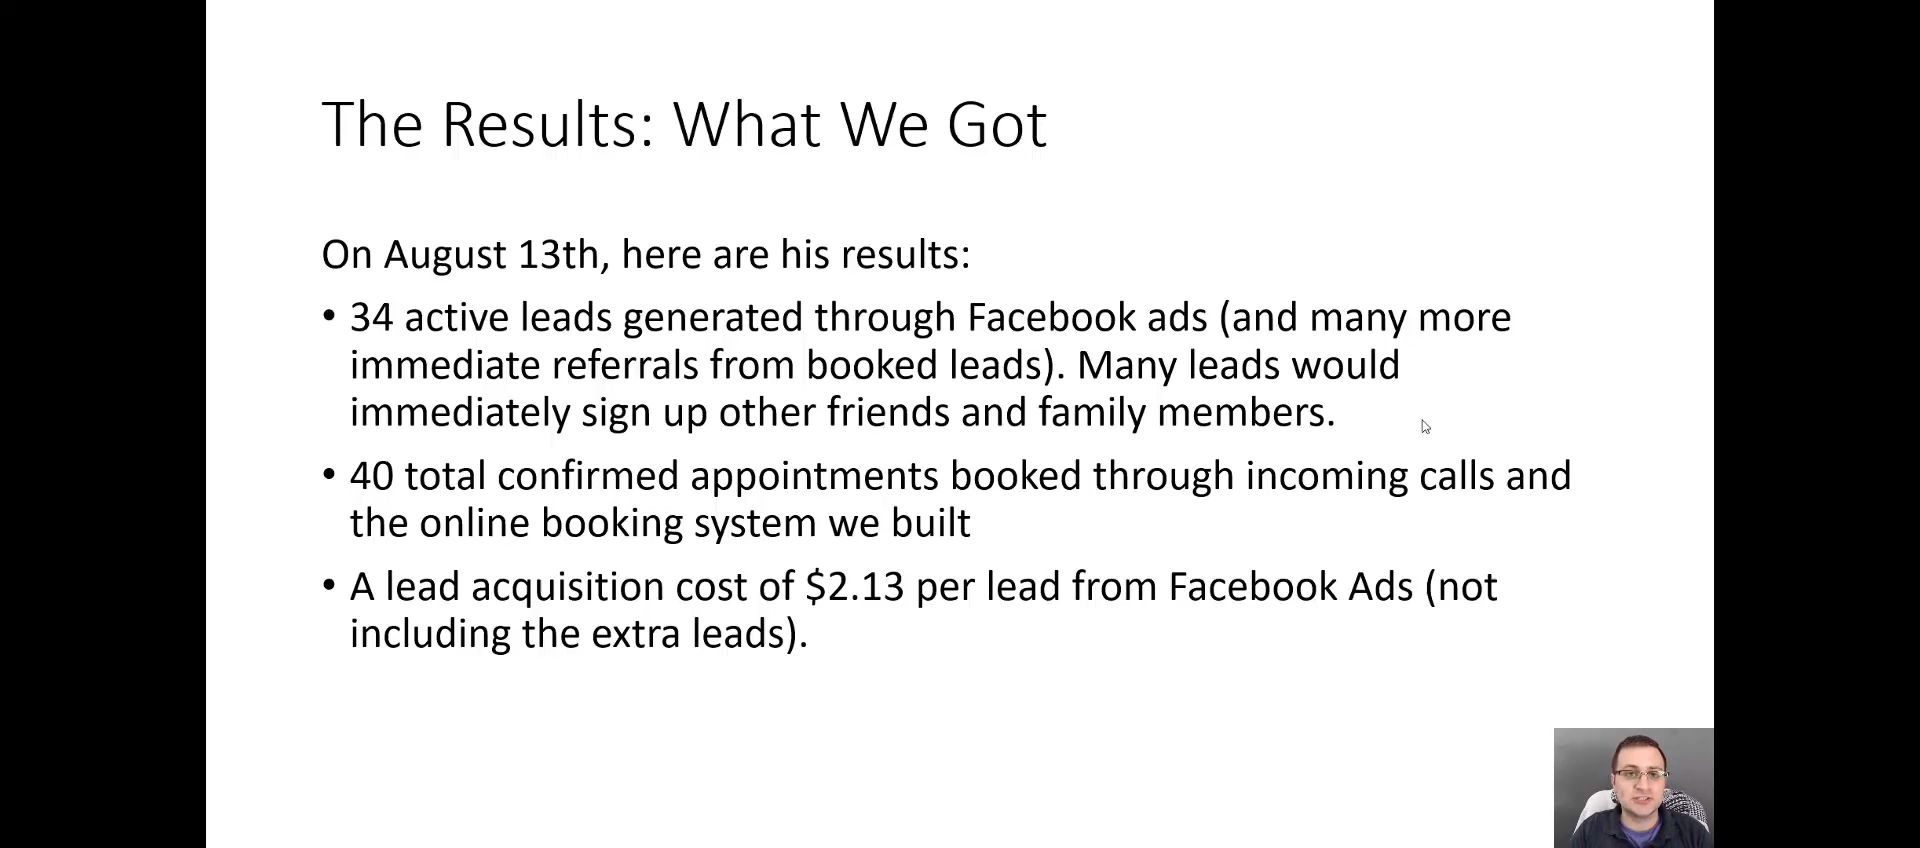 The Results: What We Got
On August 13th, here are his results:
• 34 active leads generated through Facebook ads (and many more
immediate referrals from booked leads). Many leads would
immediately sign up other friends and family members.
• 40 total confirmed appointments booked through incoming calls and
the online booking system we built
• A lead acquisition cost of $2.13 per lead from Facebook Ads (not
including the extra leads).